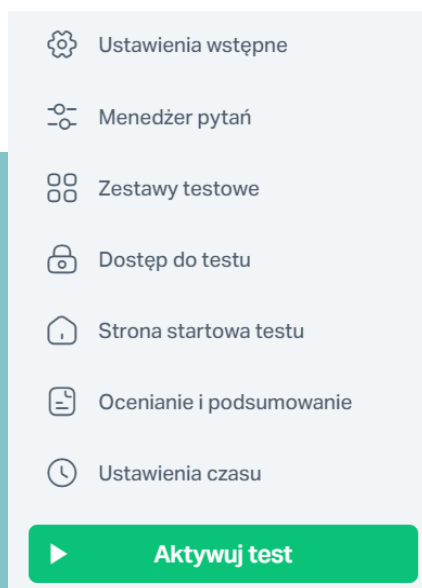 Ustawienia wstępne
Menedżer pytań
Zestawy testowe
Dostęp do testu
Strona startowa testu
Ocenianie i podsumowanie
Ustawienia czasu
Aktywuj test